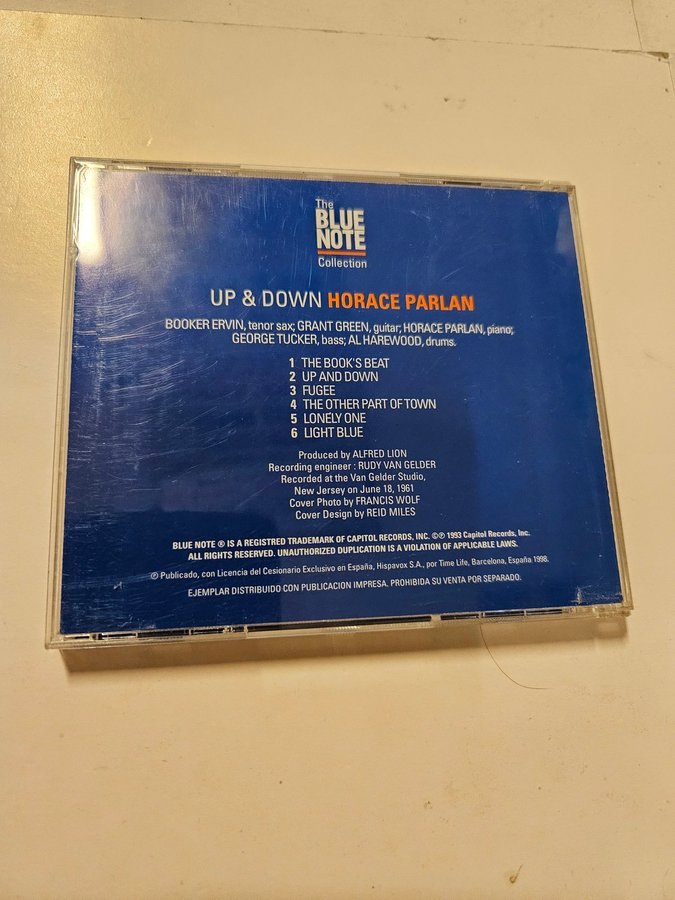 The
BLUE
NOTE
Collection
UP & DOWN HORACE PARLAN
BOOKER ERVIN, tenor sax; GRANT GREEN, guitar; HORACE PARLAN, piano;
GEORGE TUCKER, bass; AL HAREWOOD, drums.
1 THE BOOK'S BEAT
2 UP AND DOWN
3 FUGEE
4 THE OTHER PART OF TOWN
5 LONELY ONE
6 LIGHT BLUE
Produced by ALFRED LION
Recording engineer : RUDY VAN GELDER
Recorded at the Van Gelder Studio,
New Jersey on June 18, 1961
Cover Photo by FRANCIS WOLF
Cover Design by REID MILES
BLUE NOTE ® IS A REGISTRED TRADEMARK OF CAPITOL RECORDS, INC. ©℗ 1993 Capitol Records, Inc.
ALL RIGHTS RESERVED. UNAUTHORIZED DUPLICATION IS A VIOLATION OF APPLICABLE LAWS.
℗ Publicado, con Licencia del Cesionario Exclusivo en España, Hispavox S.A., por Time Life, Barcelona, España 1998.
EJEMPLAR DISTRIBUIDO CON PUBLICACION IMPRESA. PROHIBIDA SU VENTA POR SEPARADO.